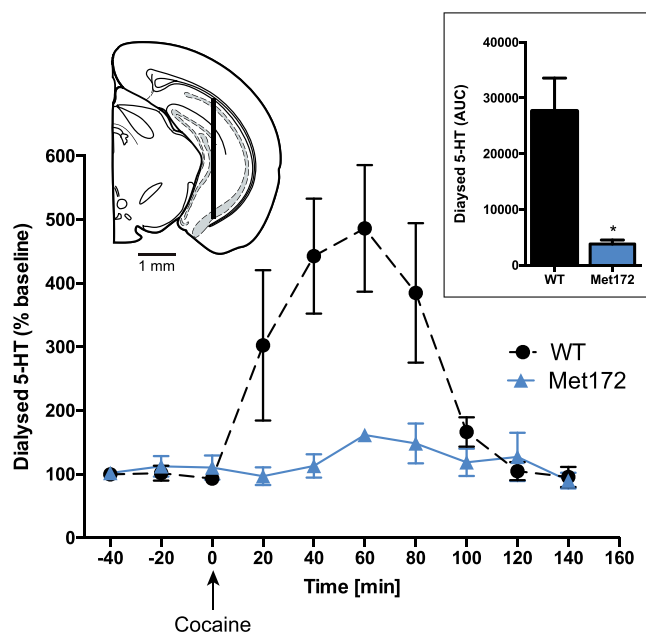 40000
30000
20000
10000
0
Diaysed 5-HT (AUC)
*
WT
Met172
1 mm
600
500
400
300
200
100
0
Dialysed 5-HT (% baseline)
WT
Met172
-40 -20 0 20 40 60 80 100 120 140 160
Time [min]
Cocaine